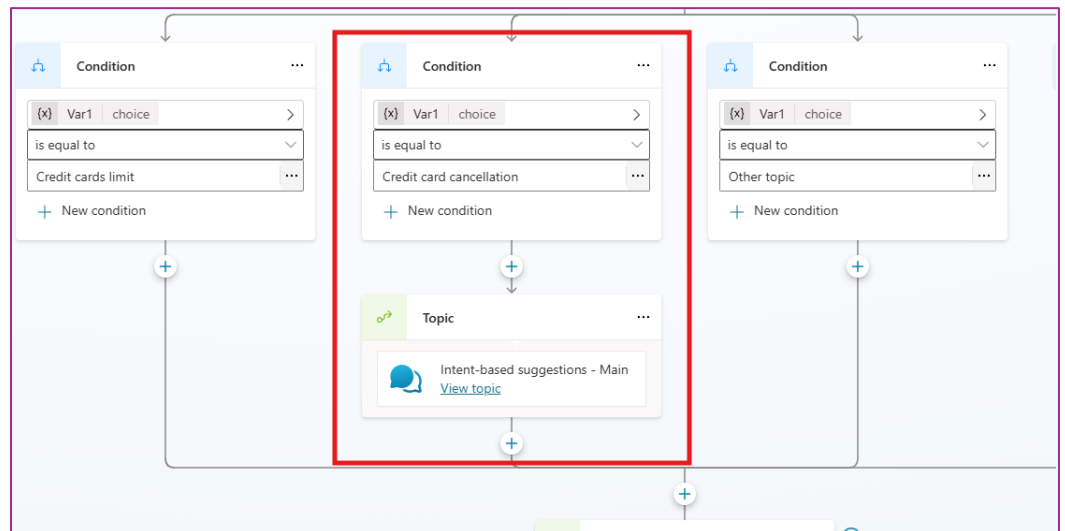 Condition
...
{x} Var1 choice
is equal to
Credit cards limit
...
New condition
Condition
...
{x} Var1 choice
is equal to
Credit card cancellation
...
New condition
Topic
...
Intent-based suggestions - Main
View topic
Condition
...
{x} Var1 choice
is equal to
Other topic
...
New condition